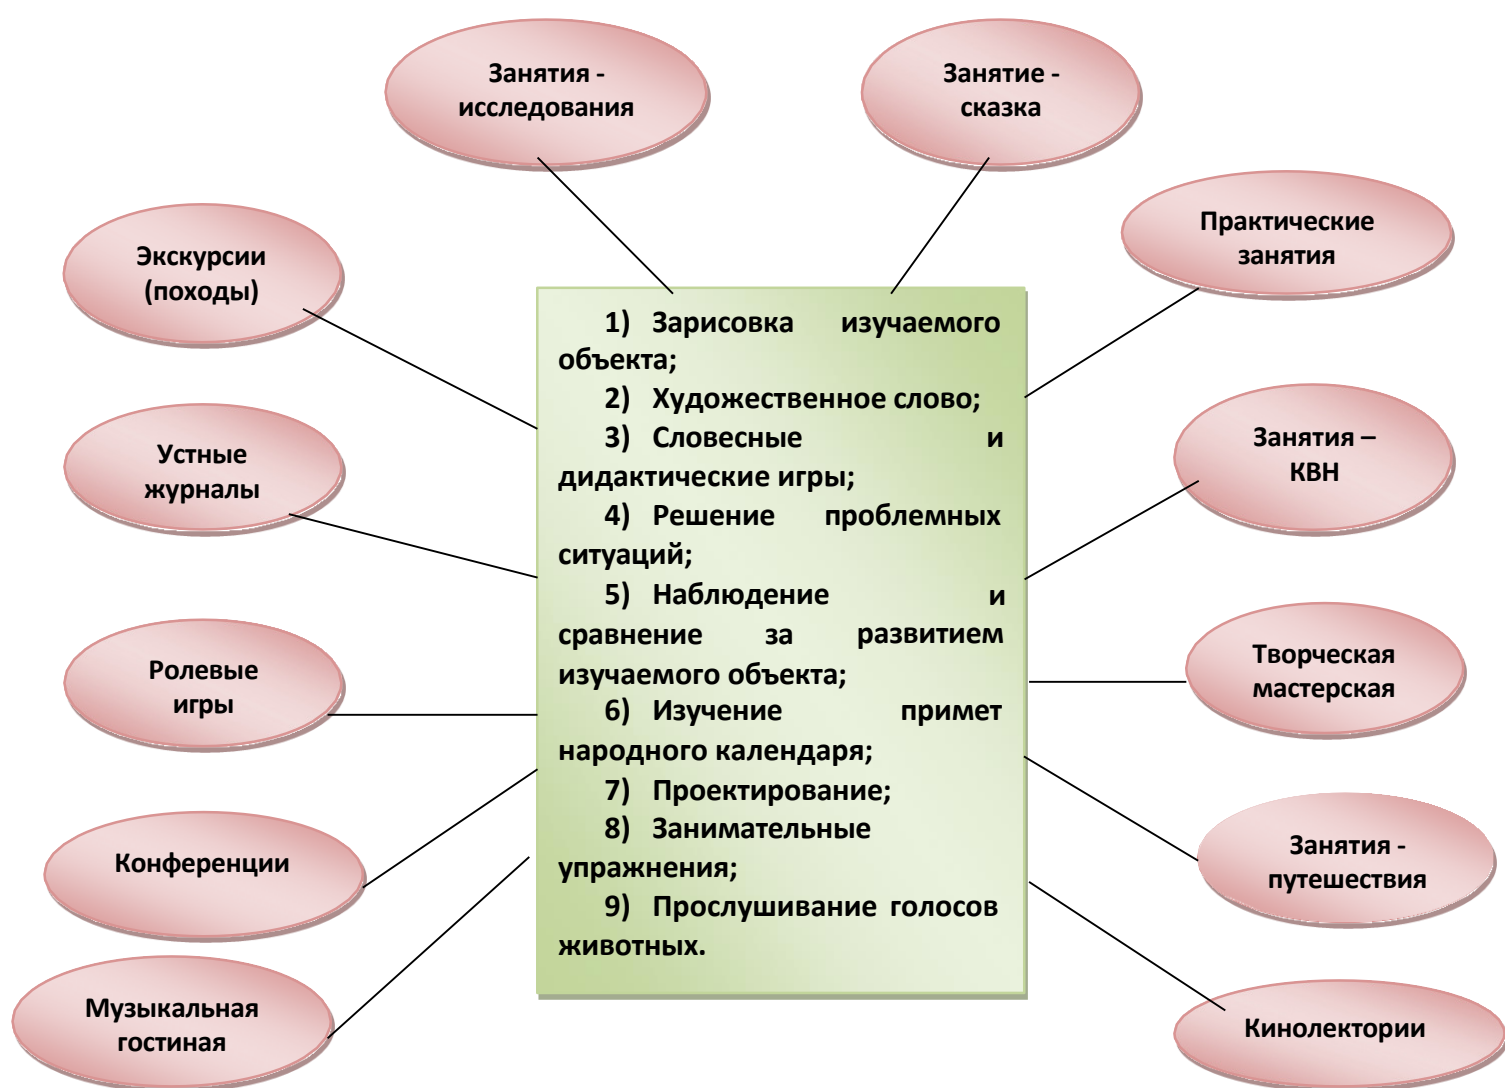 Занятия -
исследования
Занятие -
сказка
Экскурсии
(походы)
Практические
занятия
Устные
журналы
Занятия –
КВН
Ролевые
игры
Творческая
мастерская
Конференции
Занятия -
путешествия
Музыкальная
гостиная
Кинолектории
1) Зарисовка изучаемого
объекта;
2) Художественное слово;
3) Словесные и
дидактические игры;
4) Решение проблемных
ситуаций;
5) Наблюдение и
сравнение за развитием
изучаемого объекта;
6) Изучение примет
народного календаря;
7) Проектирование;
8) Занимательные
упражнения;
9) Прослушивание голосов
животных.